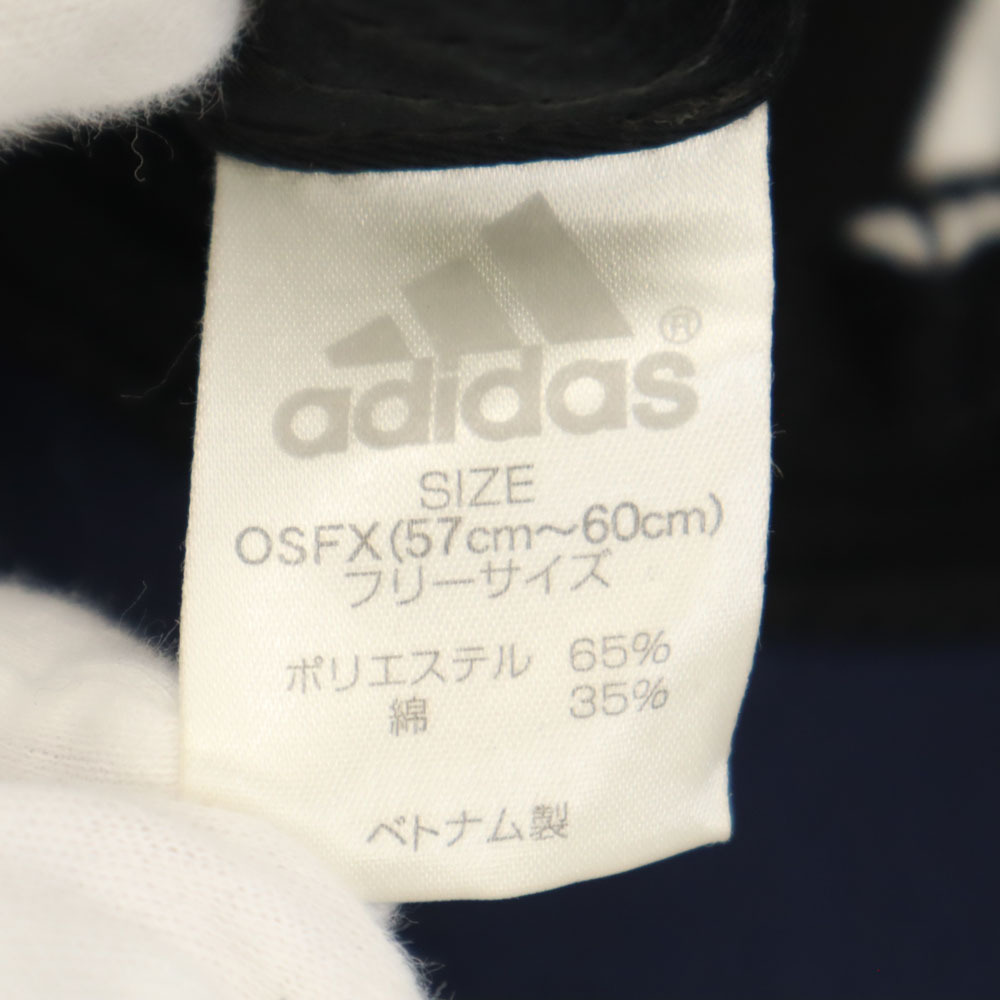 adidas®
SIZE
OSFX(57cm～60cm)
フリーサイズ
ポリエステル 65%
綿 35%
ベトナム製